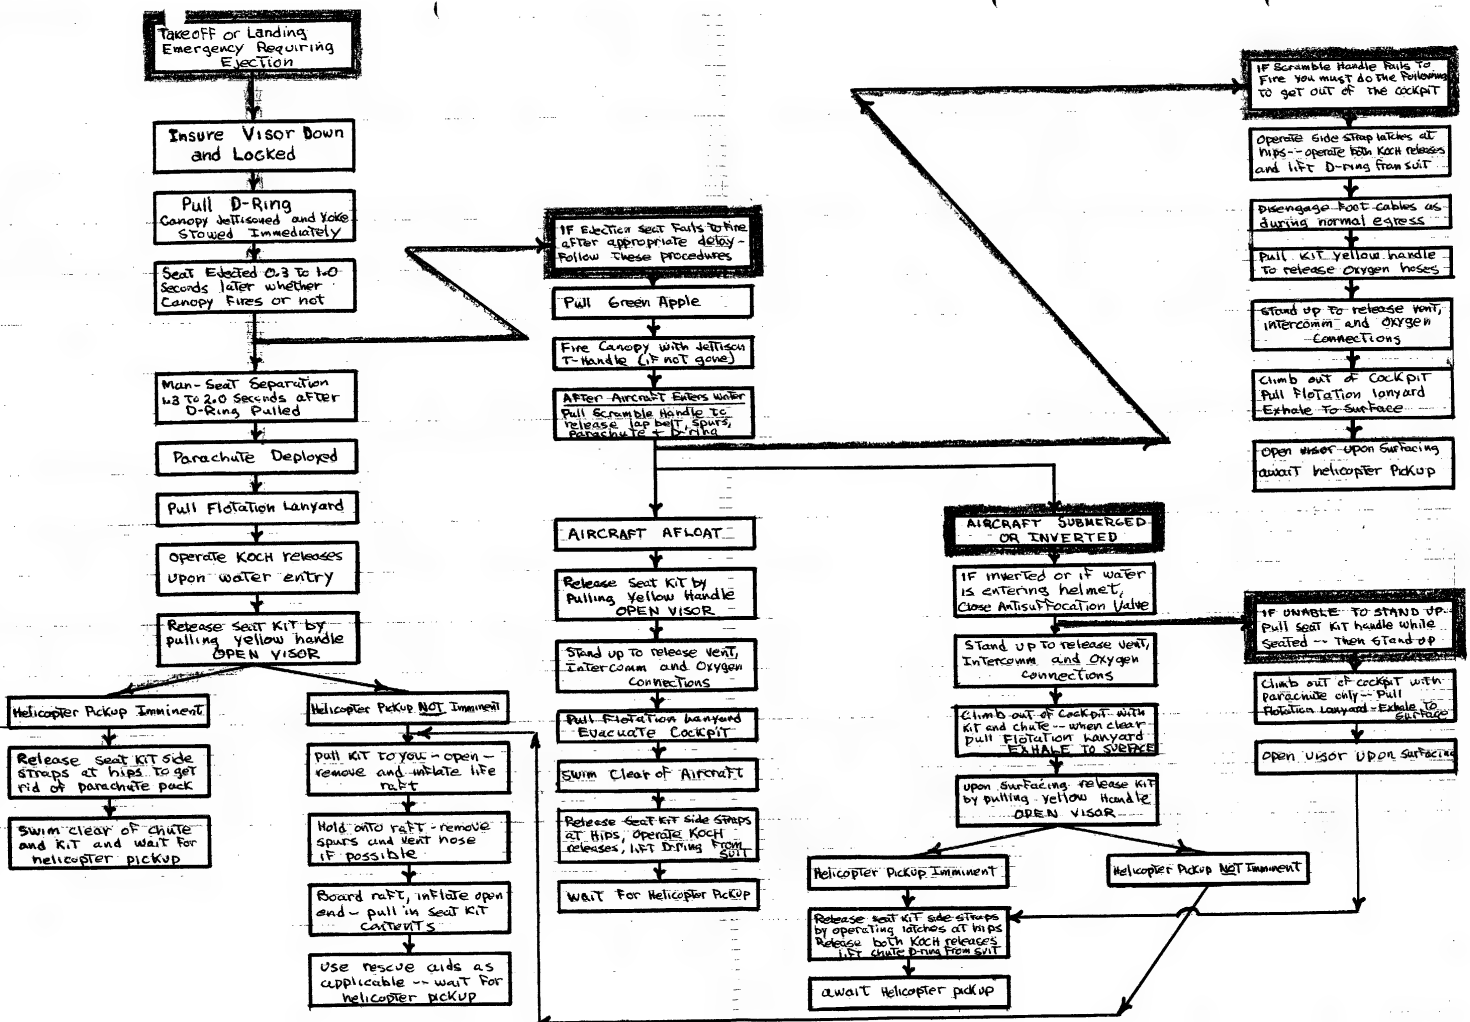 Takeoff or Landing
Emergency Requiring
Ejection
Insure Visor Down
and Locked
Pull D-Ring
Canopy Jettisoned and Yoke
Stowed Immediately
Seat Ejected 0.3 to 1.0
Seconds later whether
Canopy Fires or not
Man-Seat Separation
1.3 to 2.0 Seconds after
D-Ring Pulled
Parachute Deployed
Pull Flotation Lanyard
Operate KOCH releases
upon water entry
Release Seat Kit by
pulling yellow handle
OPEN VISOR
Helicopter Pickup Imminent
Release Seat Kit side
straps at hips to get
rid of parachute pack
Swim clear of chute
and Kit and wait for
helicopter pickup
Helicopter Pickup NOT Imminent
Pull Kit to you - open -
remove and inflate life
raft
Hold onto raft - remove
spurs and vent hose
if possible
Board raft, inflate open
end - pull in Seat Kit
contents
Use rescue aids as
applicable -- wait for
helicopter pickup
IF Ejection Seat Fails to Fire
after appropriate delay -
Follow These procedures
Pull Green Apple
Fire Canopy with Jettison
T-Handle (if not gone)
After Aircraft Enters Water
Pull Scramble Handle to
release lap belt, spurs,
parachute + D-ring
AIRCRAFT AFLOAT
Release Seat Kit by
Pulling Yellow Handle
OPEN VISOR
Stand up to release vent,
Intercomm and Oxygen
connections
Pull Flotation Lanyard
Evacuate Cockpit
Swim Clear of Aircraft
Release Seat Kit Side Straps
at Hips, Operate KOCH
releases, lift D-ring From
Suit
Wait For Helicopter Pickup
AIRCRAFT SUBMERGED
OR INVERTED
IF inverted or if water
is entering helmet,
Close Antisuffocation Valve
Stand up to release vent,
Intercomm and Oxygen
connections
Climb out of Cockpit with
Kit and chute -- when clear
pull Flotation Lanyard
EXHALE TO SURFACE
Upon Surfacing release Kit
by pulling Yellow Handle
OPEN VISOR
Helicopter Pickup Imminent
Release Seat Kit side straps
by operating latches at hips
Release both KOCH releases
lift chute D-ring From suit
await Helicopter pickup
Helicopter Pickup NOT Imminent
IF Scramble Handle Fails to
Fire you must do the Following
to get out of the cockpit
Operate side strap latches at
hips -- operate both KOCH releases
and lift D-ring from suit
Disengage Foot cables as
during normal egress
Pull Kit yellow handle
to release Oxygen hoses
Stand up to release vent,
intercomm and Oxygen
Connections
Climb out of Cockpit
Pull Flotation lanyard
Exhale to Surface
Open visor upon Surfacing
await helicopter Pickup
IF UNABLE TO STAND UP
Pull seat Kit handle while
Seated -- Then Stand up
Climb out of cockpit with
parachute only -- Pull
Flotation Lanyard - Exhale To
Surface
Open visor upon surfacing